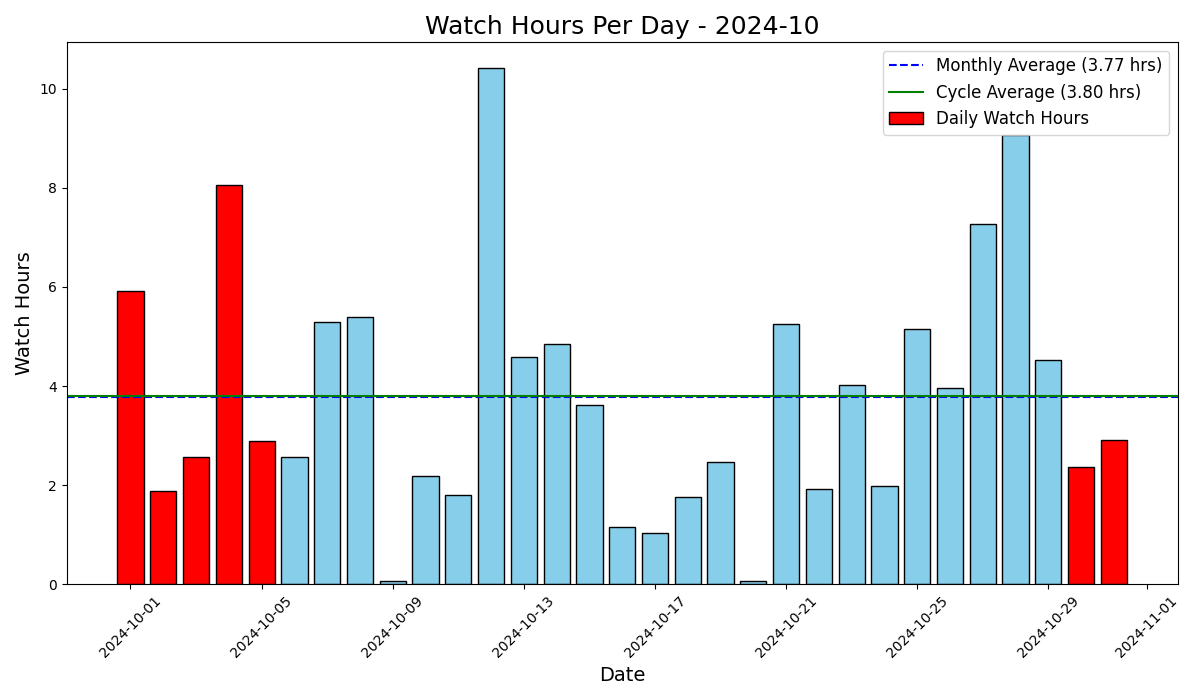 Watch Hours Per Day - 2024-10
Monthly Average (3.77 hrs)
Cycle Average (3.80 hrs)
Daily Watch Hours
Watch Hours
10
8
6
4
2
0
2024-10-01
2024-10-05
2024-10-09
2024-10-13
2024-10-17
2024-10-21
2024-10-25
2024-10-29
2024-11-01
Date